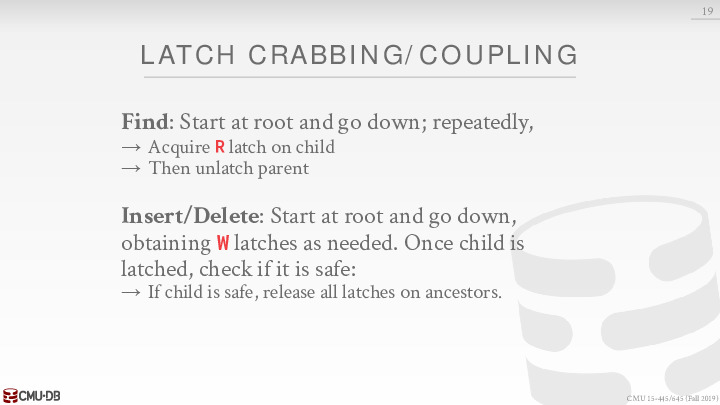 19
LATCH CRABBING/COUPLING
Find: Start at root and go down; repeatedly,
→ Acquire R latch on child
→ Then unlatch parent
Insert/Delete: Start at root and go down,
obtaining W latches as needed. Once child is
latched, check if it is safe:
→ If child is safe, release all latches on ancestors.
CMU·DB
CMU 15-445/645 (Fall 2019)